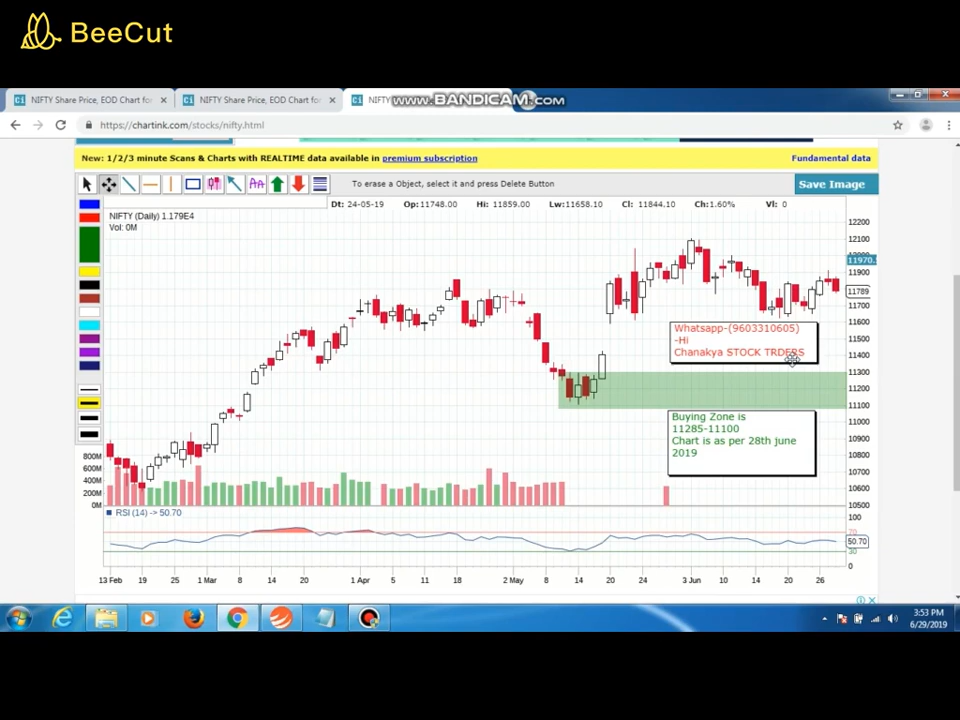 BeeCut
NIFTY Share Price, EOD Chart for
NIFTY Share Price, EOD Chart for
NIFTY
www.BANDICAM.com
https://chartink.com/stocks/nifty.html
New: 1/2/3 minute Scans & Charts with REALTIME data available in premium subscription
Fundamental data
To erase a Object, select it and press Delete Button
Save Image
Dt: 24-05-19 Op:11748.00 Hi: 11859.00 Lw:11658.10 Cl: 11844.10 Ch:1.60% Vl: 0
NIFTY (Daily) 1.179E4
Vol: 0M
12200
12100
12000
11970.
11900
11789
11700
11600
11500
11400
11300
11200
11100
11000
10900
10800
10700
10600
10500
Whatsapp-(9603310605)
-Hi
Chanakya STOCK TRDERS
Buying Zone is
11285-11100
Chart is as per 28th june
2019
800M
600M
400M
200M
0M
RSI (14) -> 50.70
100
70
50.70
30
0
13 Feb 19 25 1 Mar 8 14 20 1 Apr 5 11 18 2 May 8 14 20 24 3 Jun 10 14 20 26
3:53 PM
6/29/2019